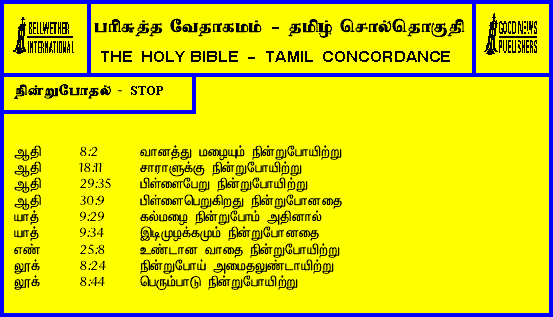 BELLWETHER
INTERNATIONAL
பரிசுத்த வேதாகமம் - தமிழ் சொல்தொகுதி
THE HOLY BIBLE - TAMIL CONCORDANCE
GOOD NEWS
PUBLISHERS
நின்றுபோதல் - STOP
ஆதி 8:2 வானத்து மழையும் நின்றுபோயிற்று
ஆதி 18:11 சாராளுக்கு நின்றுபோயிற்று
ஆதி 29:35 பிள்ளைபேறு நின்றுபோயிற்று
ஆதி 30:9 பிள்ளைபெறுகிறது நின்றுபோனதை
யாத் 9:29 கல்மழை நின்றுபோம் அதினால்
யாத் 9:34 இடிமுழக்கமும் நின்றுபோனதை
எண் 25:8 உண்டான வாதை நின்றுபோயிற்று
லூக் 8:24 நின்றுபோய் அமைதலுண்டாயிற்று
லூக் 8:44 பெரும்பாடு நின்றுபோயிற்று